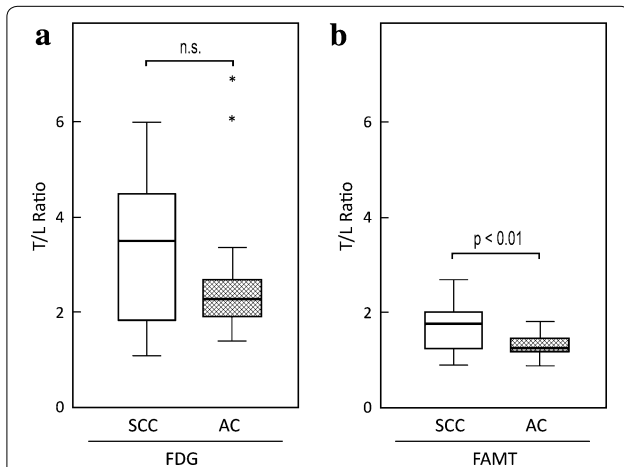 a
n.s.
*
*
T/L Ratio
6
4
2
0
SCC AC
FDG
b
p < 0.01
T/L Ratio
6
4
2
0
SCC AC
FAMT